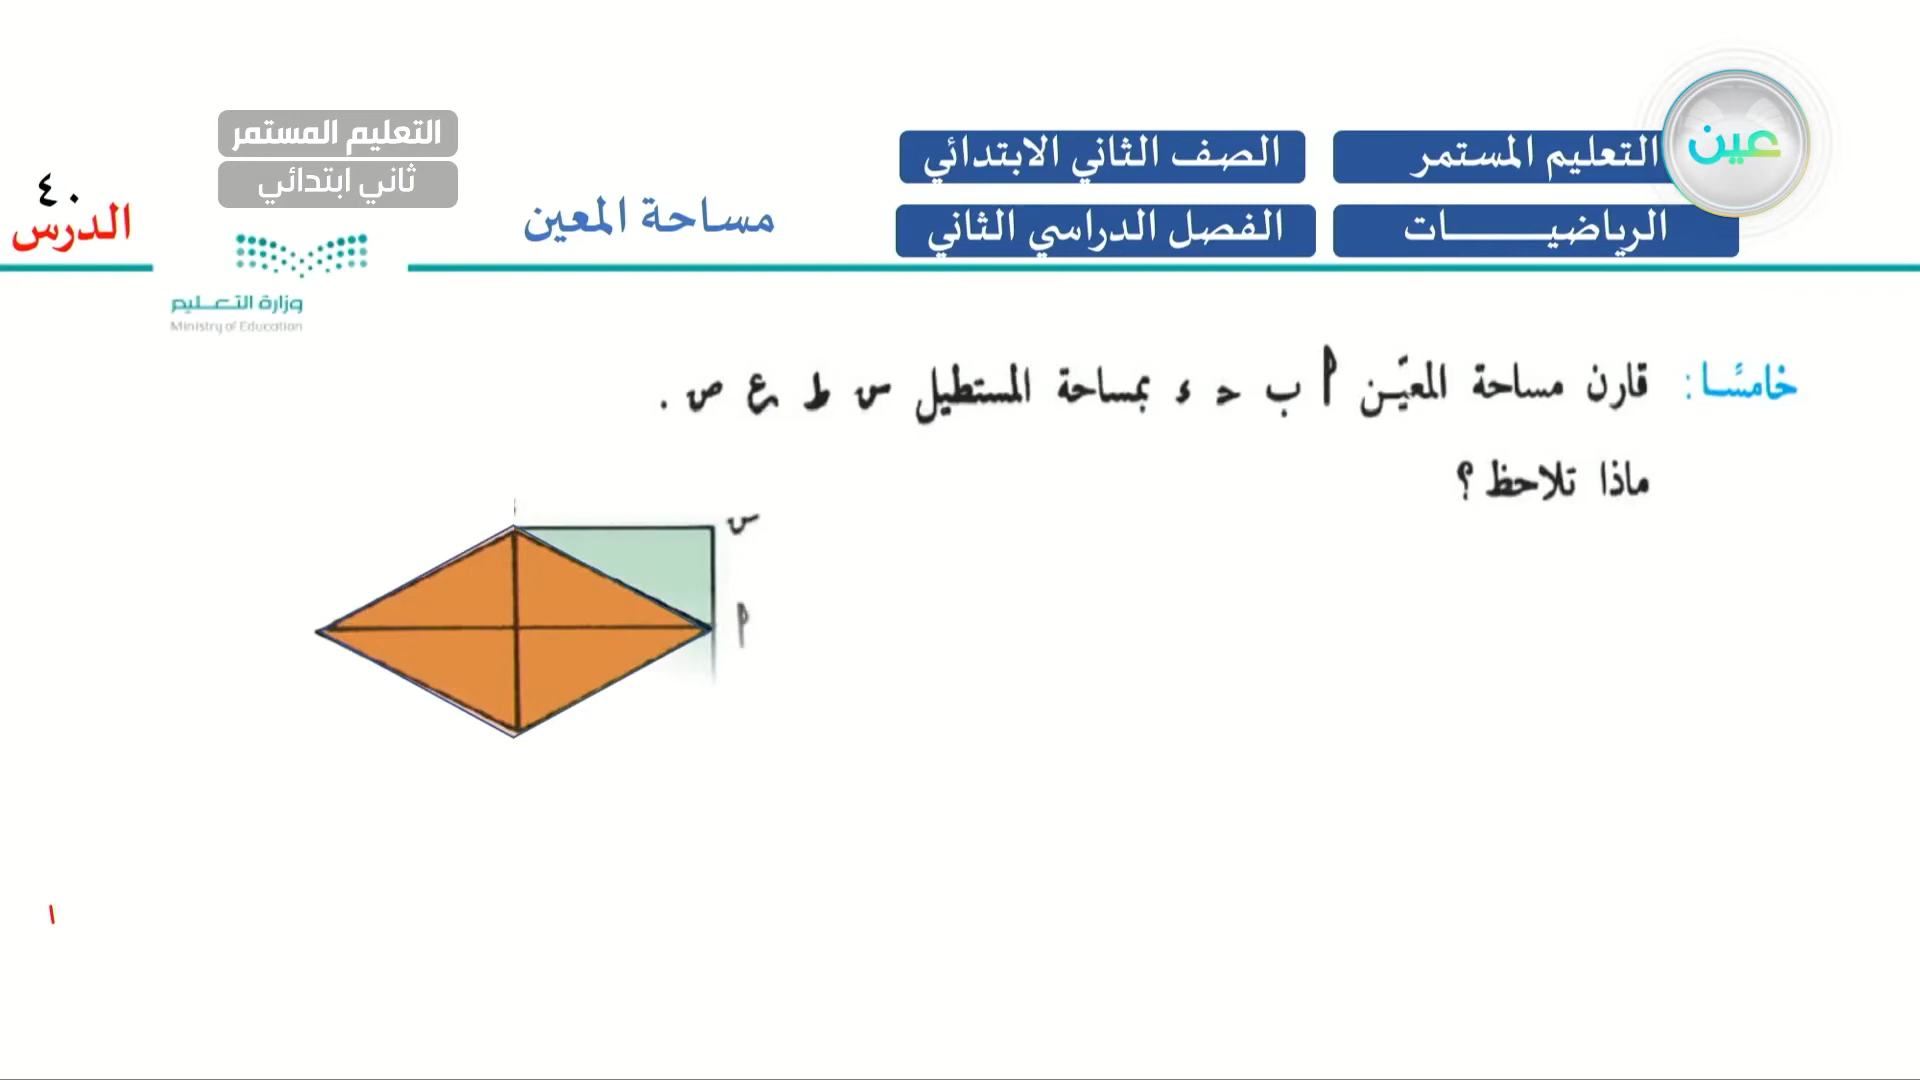 عين
التعليم المستمر
الصف الثاني الابتدائي
الرياضيـــــات
الفصل الدراسي الثاني
مساحة المعين
التعليم المستمر
ثاني ابتدائي
٤٠
الدرس
وزارة التعـــليم
Ministry of Education
خامسًا: قارن مساحة المعيّن أ ب حـ ء بمساحة المستطيل س ط ع ص .
ماذا تلاحظ ؟
س
أ
١